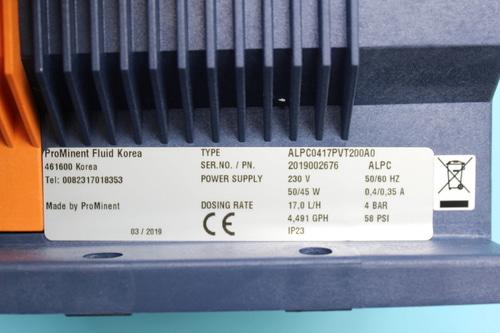 ProMinent Fluid Korea
461600 Korea
Tel: 0082317018353
Made by ProMinent
03 / 2019
TYPE ALPC0417PVT200A0
SER.NO. / PN. 2019002676 ALPC
POWER SUPPLY 230 V 50/60 HZ
50/45 W 0,4/0,35 A
DOSING RATE 17,0 L/H 4 BAR
CE 4,491 GPH 58 PSI
IP23